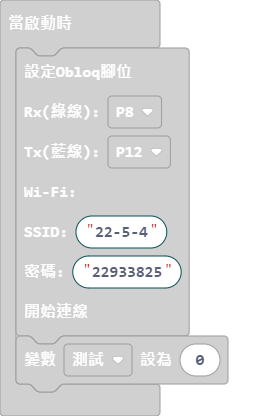 當啟動時
設定Obloq腳位
Rx(綠線): P8
Tx(藍線): P12
Wi-Fi:
SSID: "22-5-4"
密碼: "22933825"
開始連線
變數 測試 設為 0